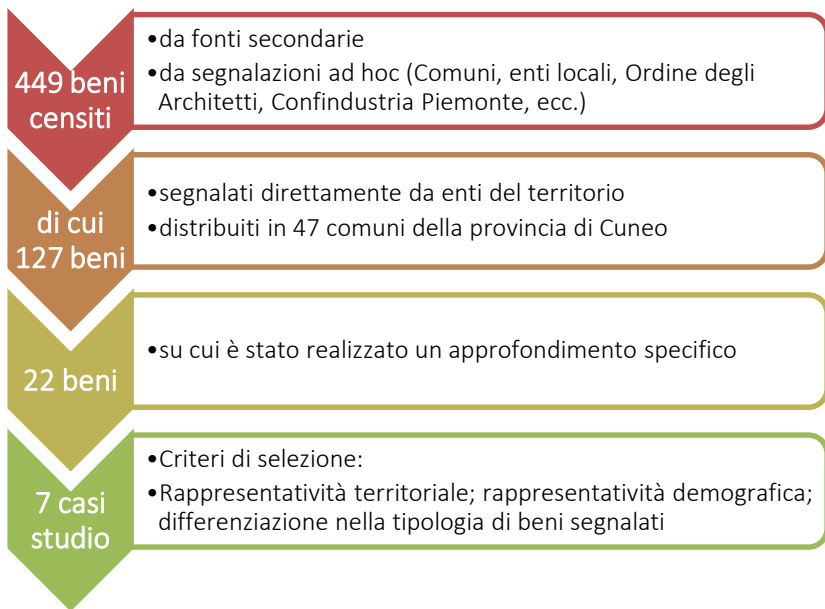 449 beni
censiti
•da fonti secondarie
•da segnalazioni ad hoc (Comuni, enti locali, Ordine degli
Architetti, Confindustria Piemonte, ecc.)
di cui
127 beni
•segnalati direttamente da enti del territorio
•distribuiti in 47 comuni della provincia di Cuneo
22 beni
•su cui è stato realizzato un approfondimento specifico
7 casi
studio
•Criteri di selezione:
•Rappresentatività territoriale; rappresentatività demografica;
differenziazione nella tipologia di beni segnalati